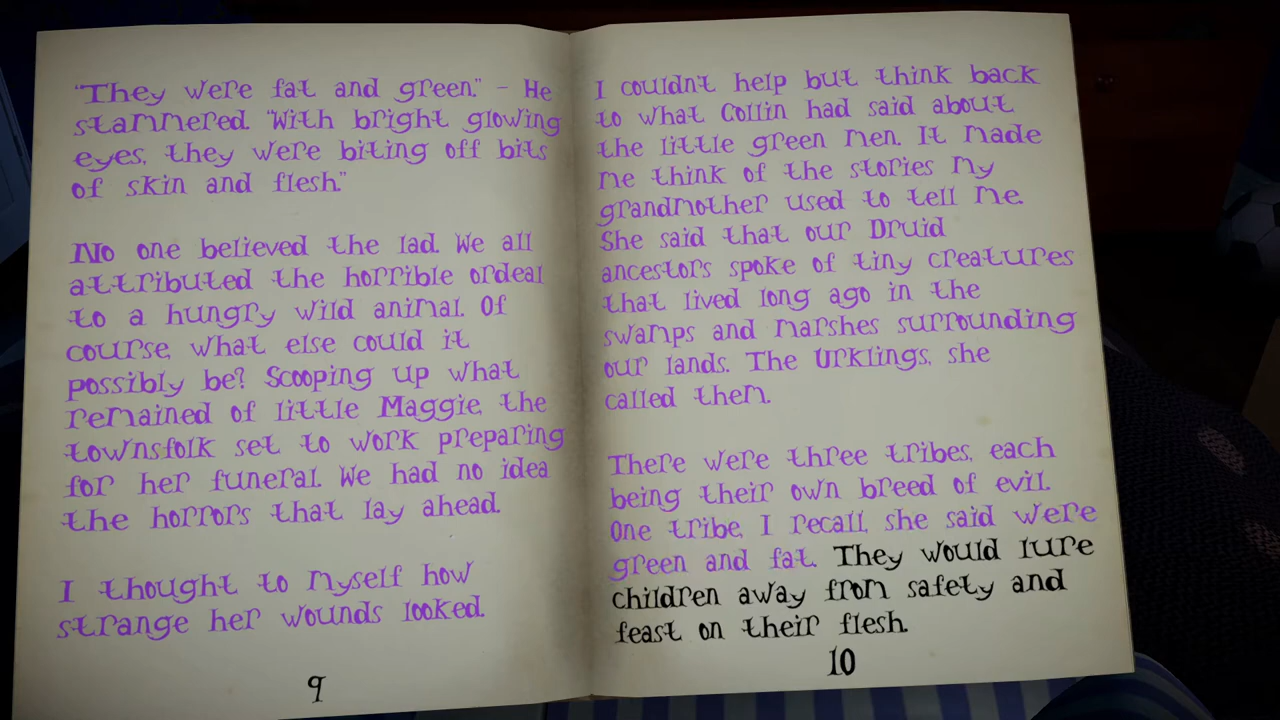 "They were fat and green." - He
stammered. "With bright glowing
eyes, they were biting off bits
of skin and flesh."
No one believed the lad. We all
attributed the horrible ordeal
to a hungry wild animal. Of
course, what else could it
possibly be? Scooping up what
remained of little Maggie, the
townsfolk set to work preparing
for her funeral. We had no idea
the horrors that lay ahead.
I thought to myself how
strange her wounds looked.
9
I couldn't help but think back
to what Collin had said about
the little green men. It made
me think of the stories my
grandmother used to tell me.
She said that our Druid
ancestors spoke of tiny creatures
that lived long ago in the
swamps and marshes surrounding
our lands. The Urklings, she
called them.
There were three tribes, each
being their own breed of evil.
One tribe, I recall, she said were
green and fat. They would lure
children away from safety and
feast on their flesh.
10